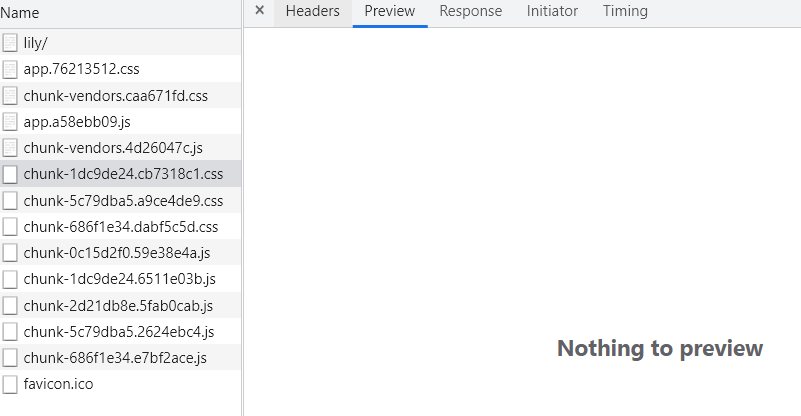 Name
× Headers Preview Response Initiator Timing
lily/
app.76213512.css
chunk-vendors.caa671fd.css
app.a58ebb09.js
chunk-vendors.4d26047c.js
chunk-1dc9de24.cb7318c1.css
chunk-5c79dba5.a9ce4de9.css
chunk-686f1e34.dabf5c5d.css
chunk-0c15d2f0.59e38e4a.js
chunk-1dc9de24.6511e03b.js
chunk-2d21db8e.5fab0cab.js
chunk-5c79dba5.2624ebc4.js
chunk-686f1e34.e7bf2ace.js
favicon.ico
Nothing to preview